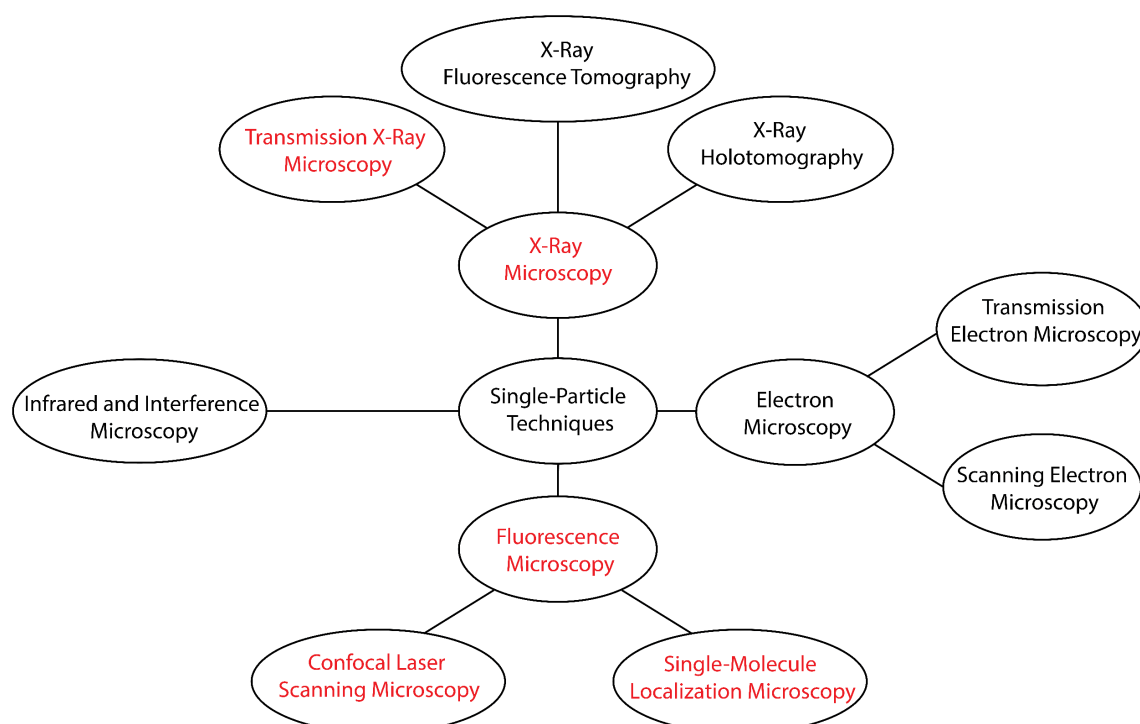 X-Ray
Fluorescence Tomography
Transmission X-Ray
Microscopy
X-Ray
Holotomography
X-Ray
Microscopy
Transmission
Electron Microscopy
Infrared and Interference
Microscopy
Single-Particle
Techniques
Electron
Microscopy
Scanning Electron
Microscopy
Fluorescence
Microscopy
Confocal Laser
Scanning Microscopy
Single-Molecule
Localization Microscopy